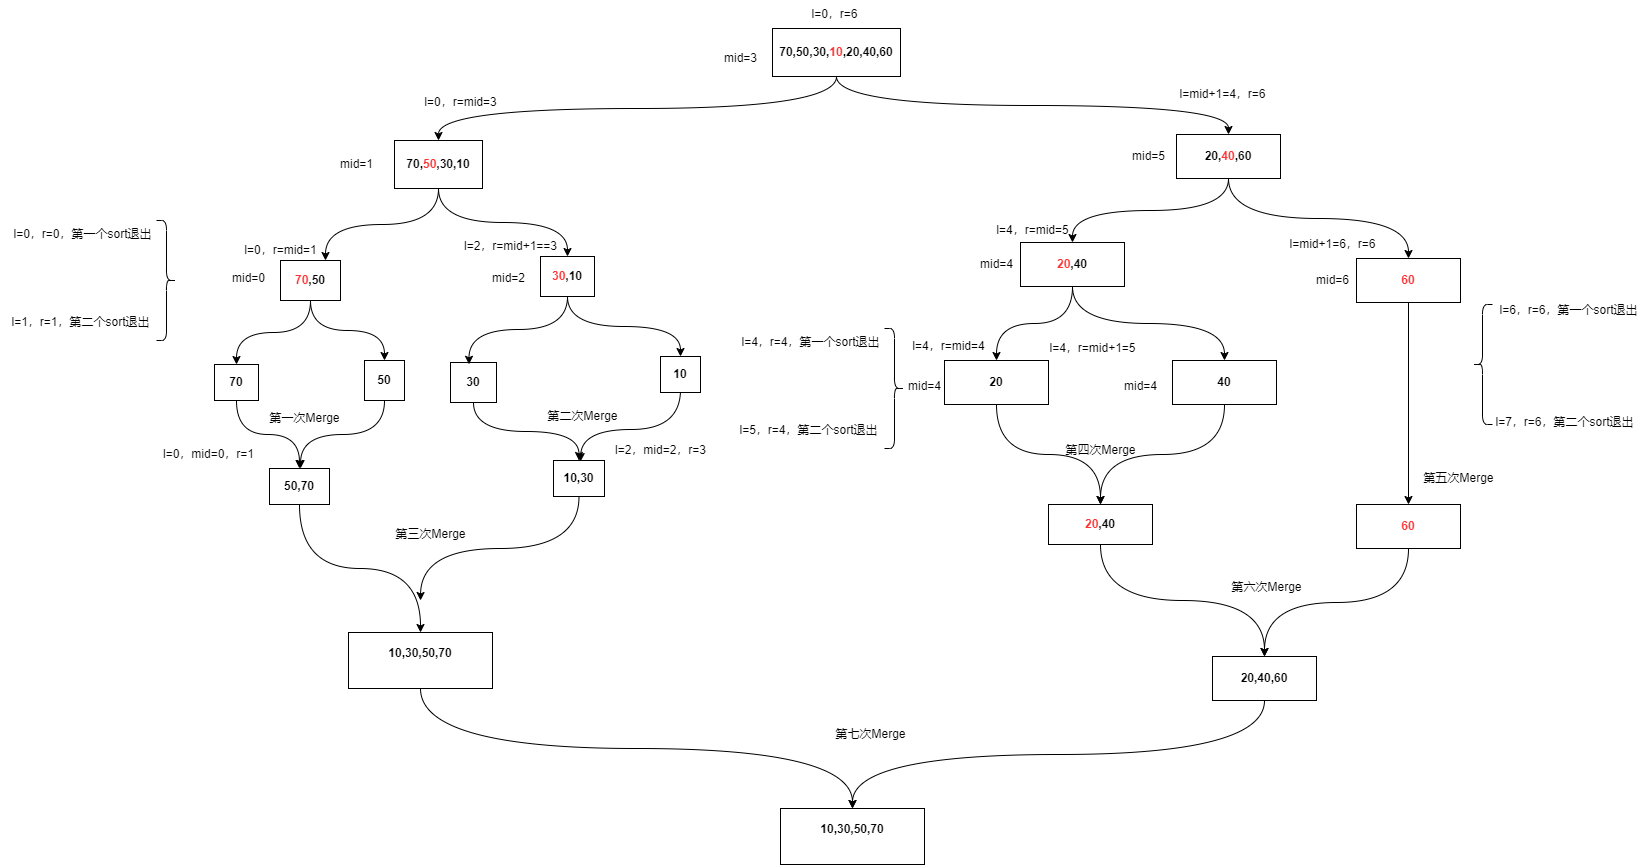 l=0，r=6
70,50,30,10,20,40,60
mid=3
l=0，r=mid=3
l=mid+1=4，r=6
mid=1
70,50,30,10
mid=5
20,40,60
l=0，r=0，第一个sort退出
l=1，r=1，第二个sort退出
l=0，r=mid=1
mid=0
70,50
l=2，r=mid+1==3
mid=2
30,10
l=4，r=mid=5
mid=4
20,40
l=mid+1=6，r=6
mid=6
60
l=6，r=6，第一个sort退出
l=7，r=6，第二个sort退出
70
50
30
10
l=4，r=4，第一个sort退出
l=5，r=4，第二个sort退出
l=4，r=mid=4
mid=4
20
l=4，r=mid+1=5
mid=4
40
第一次Merge
l=0，mid=0，r=1
50,70
第二次Merge
l=2，mid=2，r=3
10,30
第四次Merge
20,40
第五次Merge
60
第三次Merge
10,30,50,70
第六次Merge
20,40,60
第七次Merge
10,30,50,70